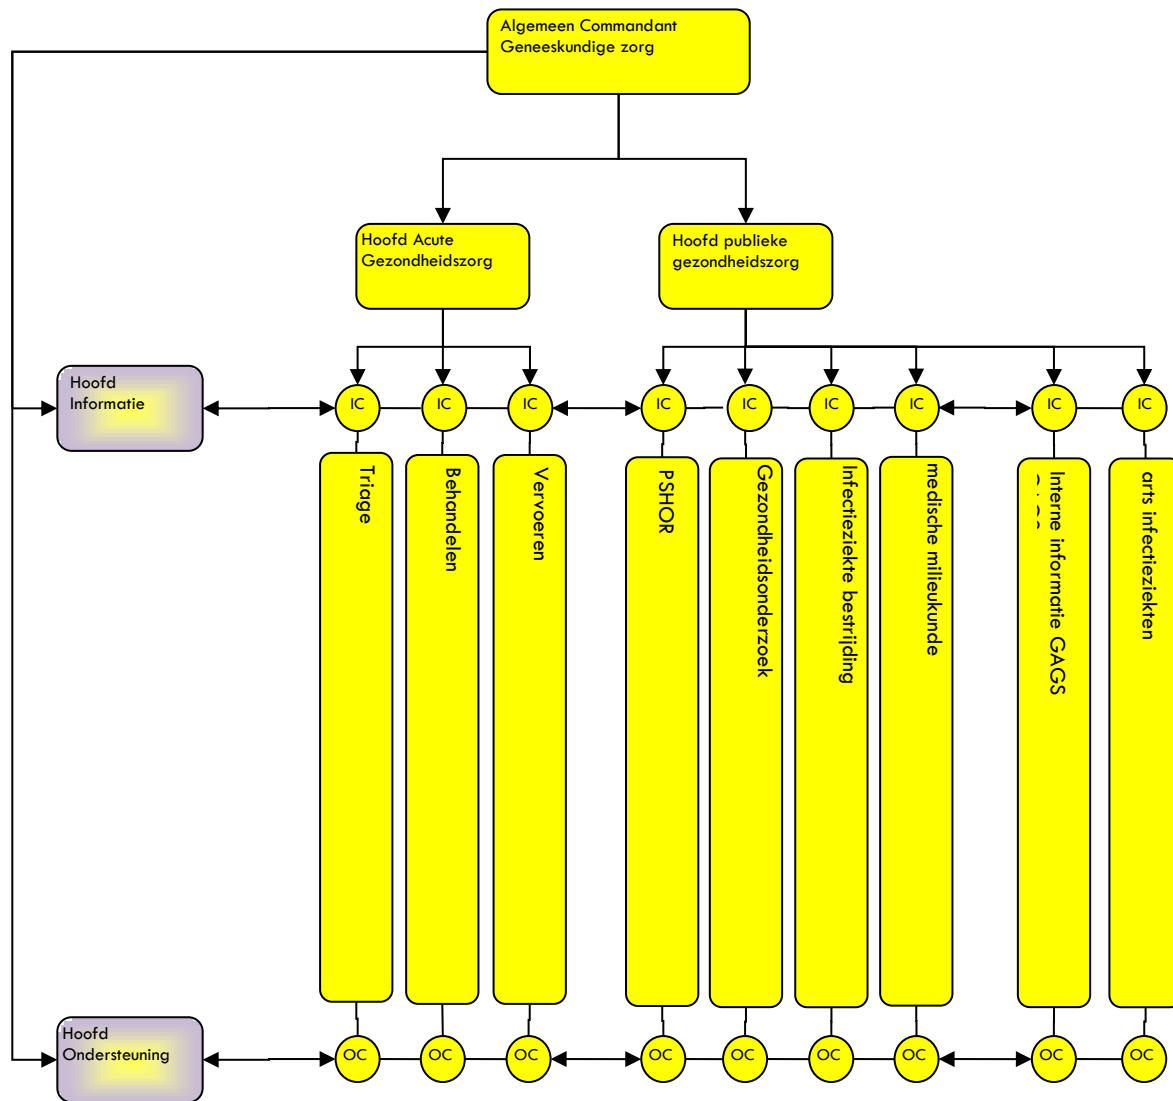 Algemeen Commandant
Geneeskundige zorg
Hoofd Acute
Gezondheidszorg
Hoofd publieke
gezondheidszorg
Hoofd
Informatie
IC
IC
IC
IC
IC
IC
IC
IC
IC
Triage
Behandelen
Vervoeren
PSHOR
Gezondheidsonderzoek
Infectieziekte bestrijding
medische milieukunde
Interne informatie GAGS
arts infectieziekten
Hoofd
Ondersteuning
OC
OC
OC
OC
OC
OC
OC
OC
OC